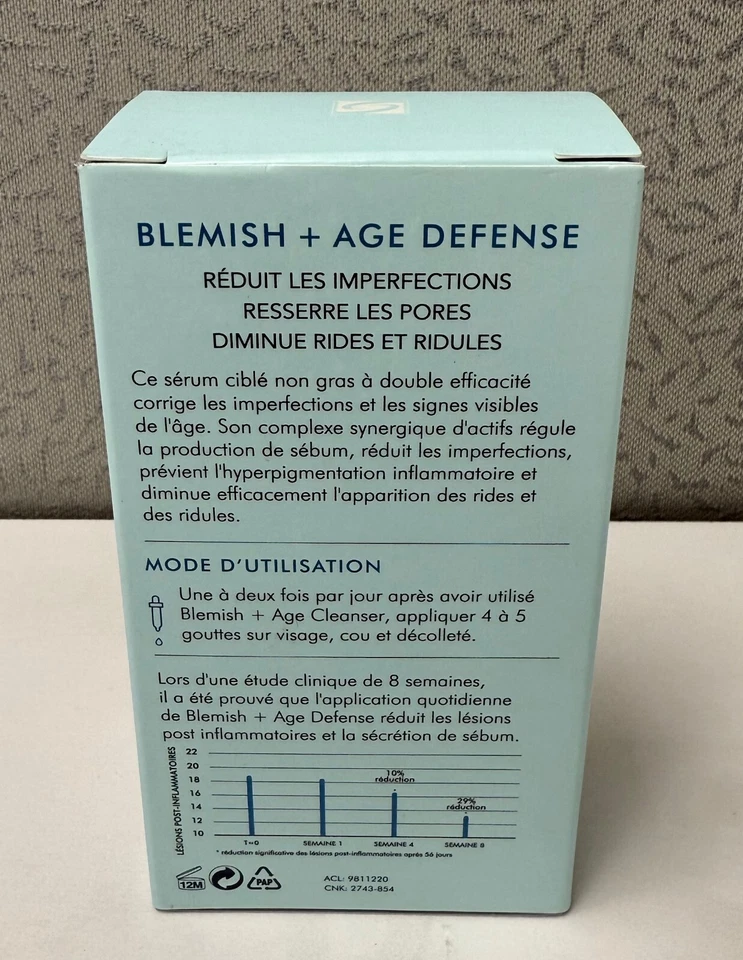 BLEMISH + AGE DEFENSE
RÉDUIT LES IMPERFECTIONS
RESSERRE LES PORES
DIMINUE RIDES ET RIDULES
Ce sérum ciblé non gras à double efficacité
corrige les imperfections et les signes visibles
de l'âge. Son complexe synergique d'actifs régule
la production de sébum, réduit les imperfections,
prévient l'hyperpigmentation inflammatoire et
diminue efficacement l'apparition des rides et
des ridules.
MODE D'UTILISATION
Une à deux fois par jour après avoir utilisé
Blemish + Age Cleanser, appliquer 4 à 5
gouttes sur visage, cou et décolleté.
Lors d'une étude clinique de 8 semaines,
il a été prouvé que l'application quotidienne
de Blemish + Age Defense réduit les lésions
post inflammatoires et la sécrétion de sébum.
LÉSIONS POST-INFLAMMATOIRES
22
20
18
16
14
12
10
10%
réduction
29%
réduction
T=0 SEMAINE 1 SEMAINE 4 SEMAINE 8
* réduction significative des lésions post-inflammatoires après 56 jours
12M
PAP
ACL: 9811220
CNK: 2743-854